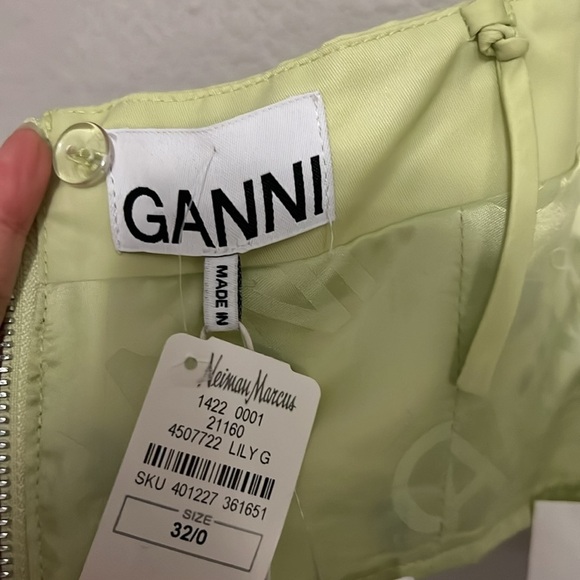 GANNI
MADE IN
Neiman Marcus
1422 0001
21160
4507722 LILY G
SKU 401227 361651
SIZE
32/0